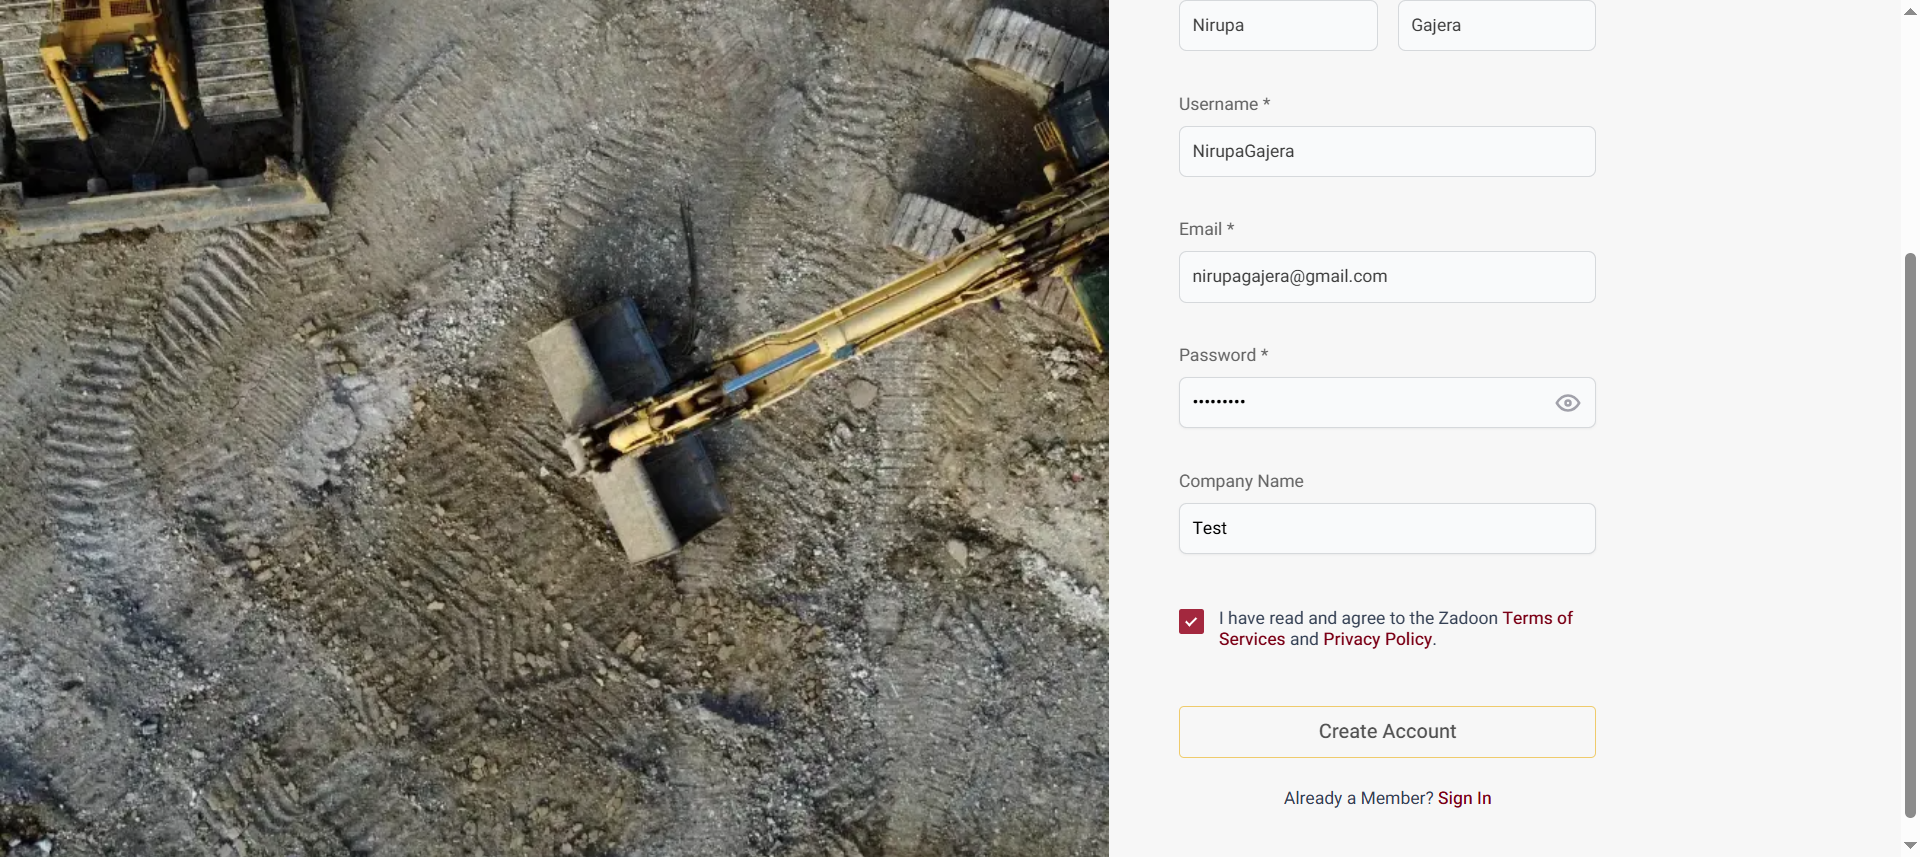 Nirupa Gajera
Username *
NirupaGajera
Email *
nirupagajera@gmail.com
Password *
•••••••••
Company Name
Test
I have read and agree to the Zadoon Terms of
Services and Privacy Policy.
Create Account
Already a Member? Sign In